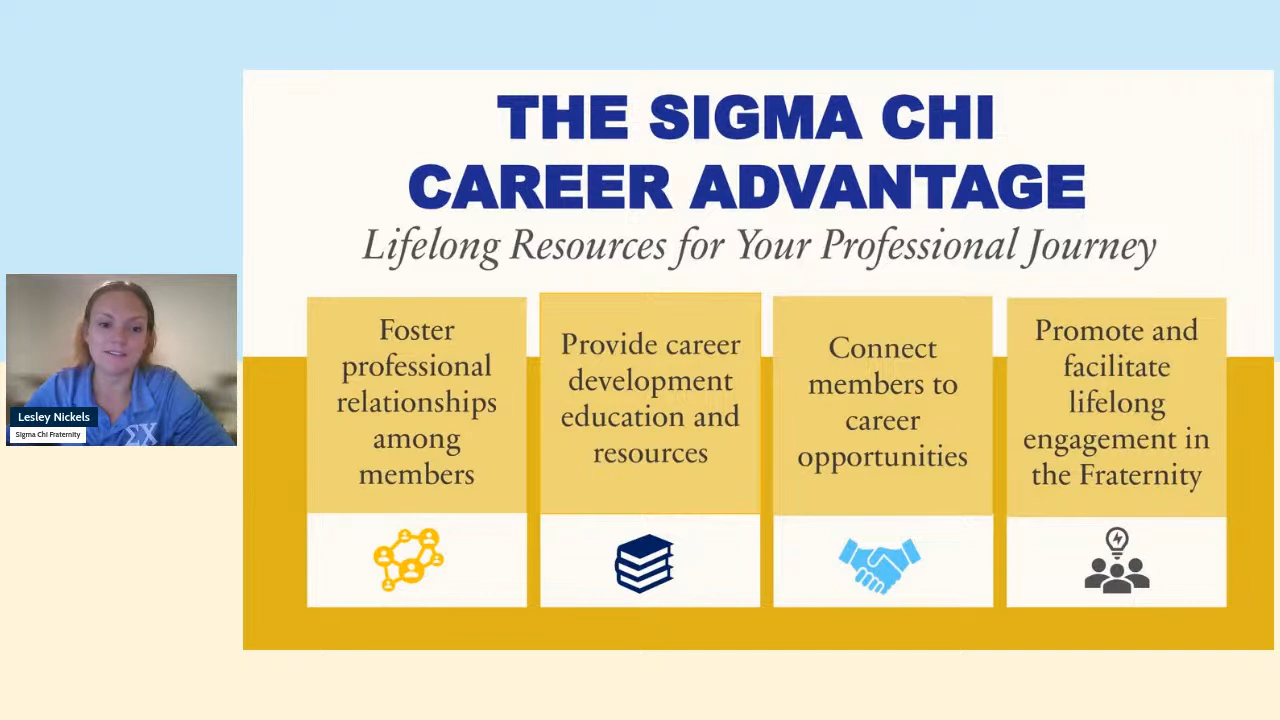 THE SIGMA CHI
CAREER ADVANTAGE
Lifelong Resources for Your Professional Journey
Foster
professional
relationships
among
members
Provide career
development
education and
resources
Connect
members to
career
opportunities
Promote and
facilitate
lifelong
engagement in
the Fraternity
ΣΧ
Lesley Nickels
Sigma Chi Fraternity